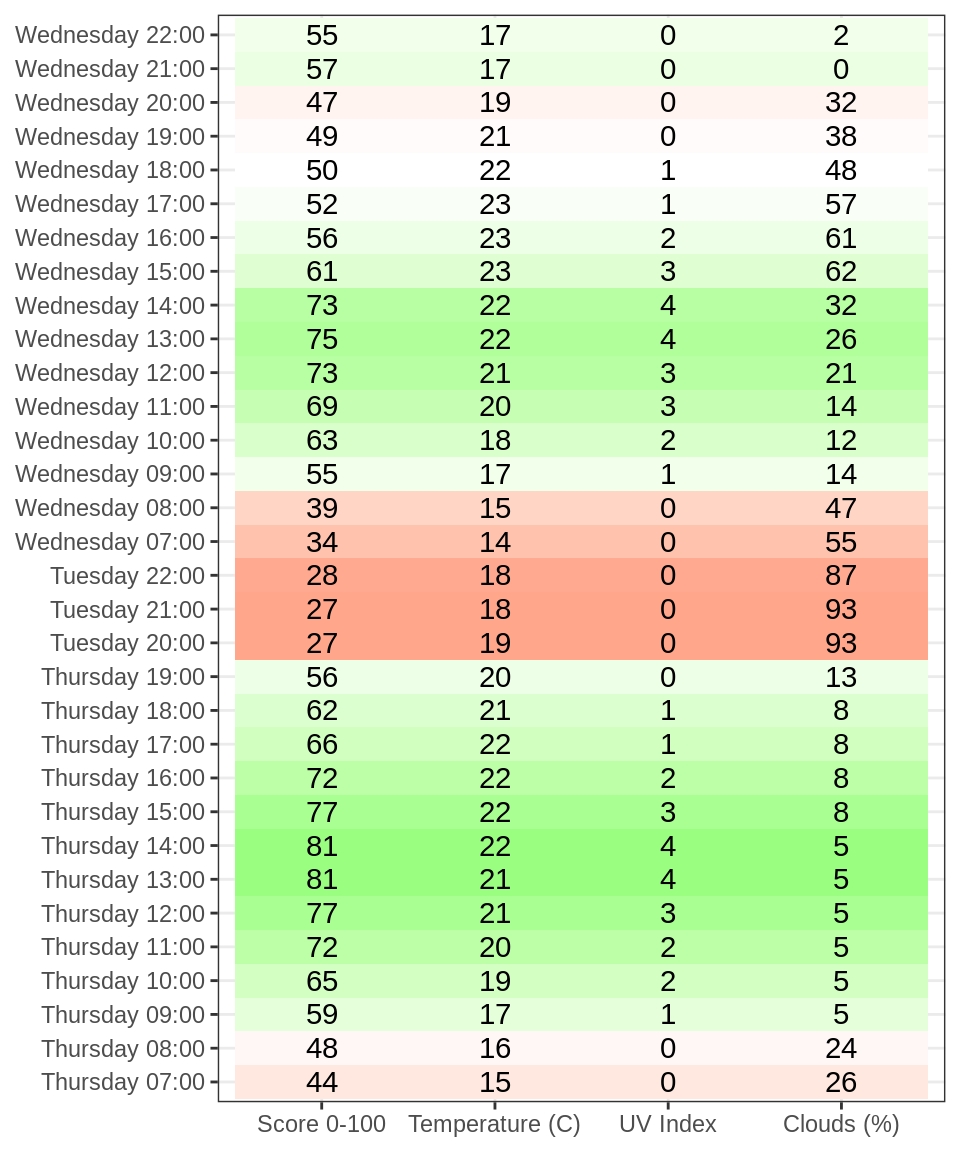 Wednesday 22:00 55 17 0 2
Wednesday 21:00 57 17 0 0
Wednesday 20:00 47 19 0 32
Wednesday 19:00 49 21 0 38
Wednesday 18:00 50 22 1 48
Wednesday 17:00 52 23 1 57
Wednesday 16:00 56 23 2 61
Wednesday 15:00 61 23 3 62
Wednesday 14:00 73 22 4 32
Wednesday 13:00 75 22 4 26
Wednesday 12:00 73 21 3 21
Wednesday 11:00 69 20 3 14
Wednesday 10:00 63 18 2 12
Wednesday 09:00 55 17 1 14
Wednesday 08:00 39 15 0 47
Wednesday 07:00 34 14 0 55
Tuesday 22:00 28 18 0 87
Tuesday 21:00 27 18 0 93
Tuesday 20:00 27 19 0 93
Thursday 19:00 56 20 0 13
Thursday 18:00 62 21 1 8
Thursday 17:00 66 22 1 8
Thursday 16:00 72 22 2 8
Thursday 15:00 77 22 3 8
Thursday 14:00 81 22 4 5
Thursday 13:00 81 21 4 5
Thursday 12:00 77 21 3 5
Thursday 11:00 72 20 2 5
Thursday 10:00 65 19 2 5
Thursday 09:00 59 17 1 5
Thursday 08:00 48 16 0 24
Thursday 07:00 44 15 0 26
Score 0-100 Temperature (C) UV Index Clouds (%)